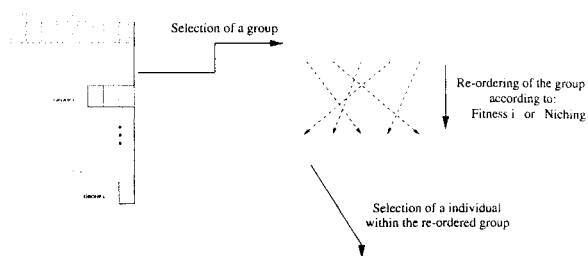 Selection of a group
Re-ordering of the group
according to:
Fitness i or Niching
Selection of a individual
within the re-ordered group